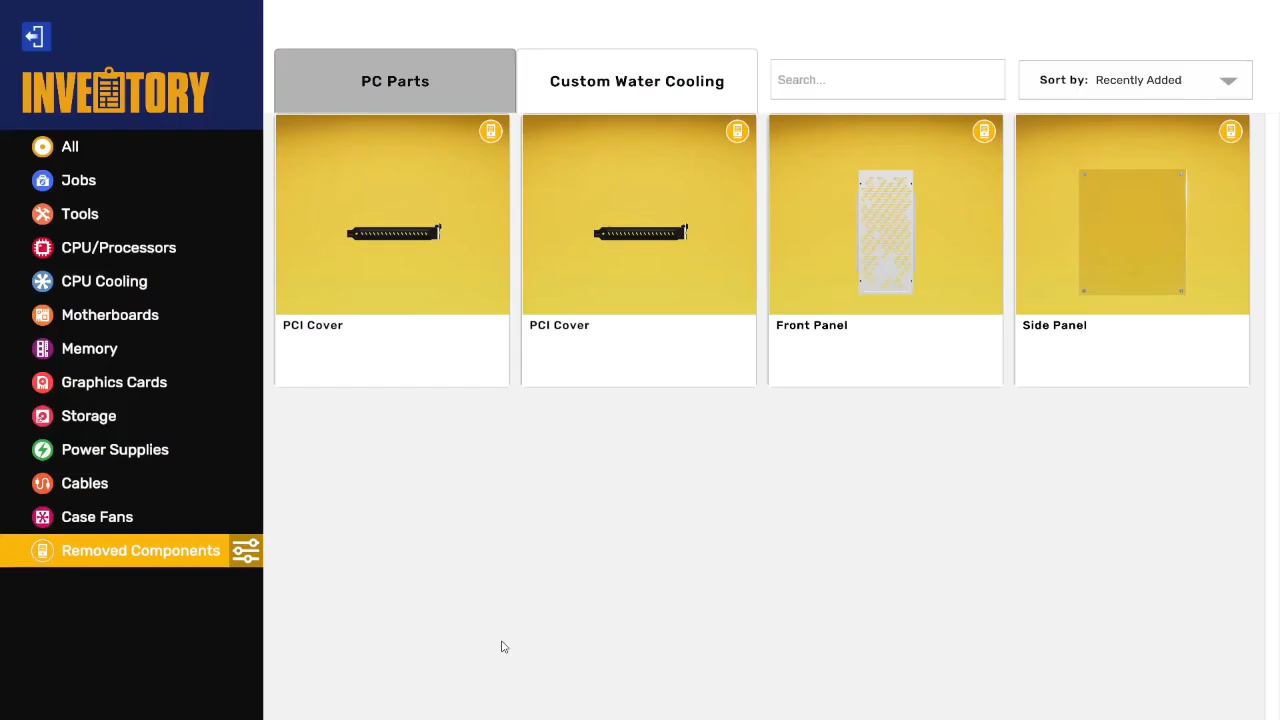 INVENTORY
All
Jobs
Tools
CPU/Processors
CPU Cooling
Motherboards
Memory
Graphics Cards
Storage
Power Supplies
Cables
Case Fans
Removed Components
PC Parts
Custom Water Cooling
Search...
Sort by: Recently Added
PCI Cover
PCI Cover
Front Panel
Side Panel